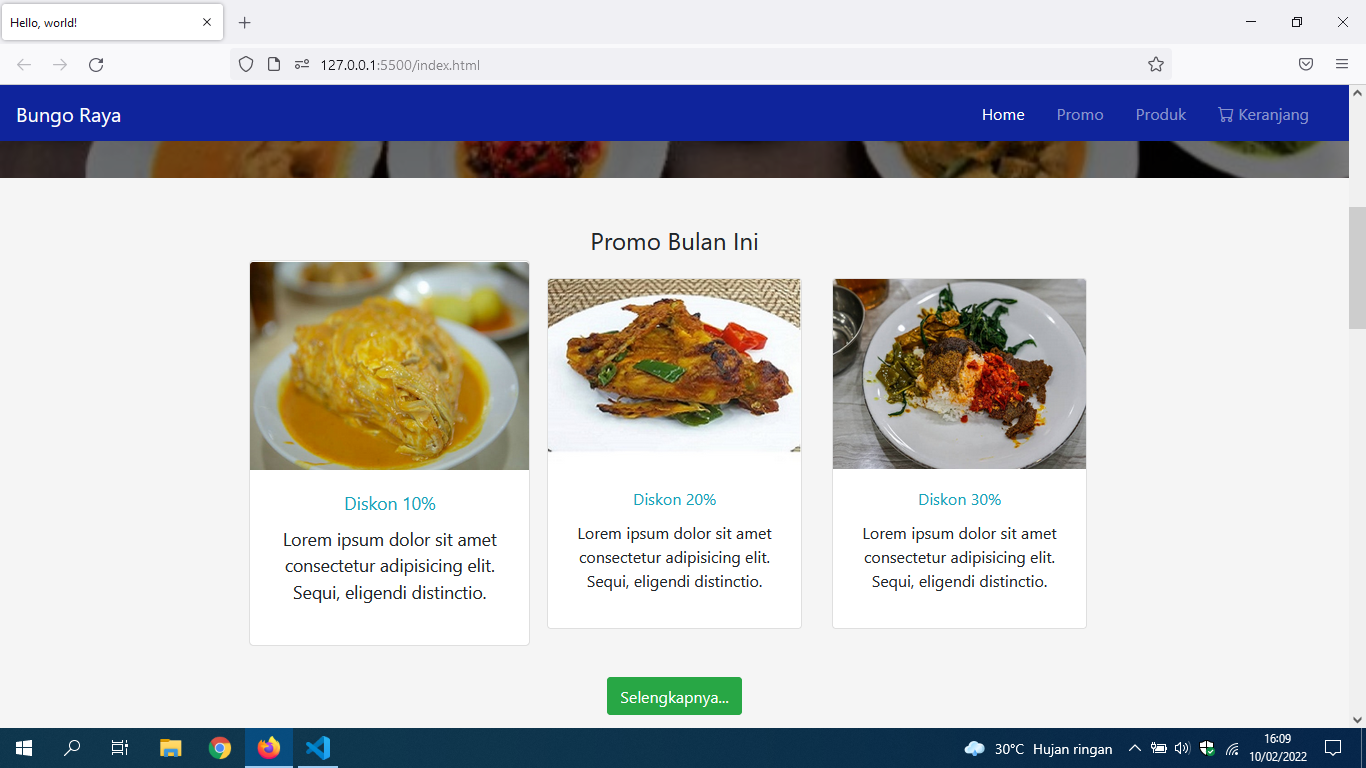 Hello, world!
127.0.0.1:5500/index.html
Bungo Raya
Home Promo Produk Keranjang
Promo Bulan Ini
Diskon 10%
Lorem ipsum dolor sit amet
consectetur adipisicing elit.
Sequi, eligendi distinctio.
Diskon 20%
Lorem ipsum dolor sit amet
consectetur adipisicing elit.
Sequi, eligendi distinctio.
Diskon 30%
Lorem ipsum dolor sit amet
consectetur adipisicing elit.
Sequi, eligendi distinctio.
Selengkapnya...
30°C Hujan ringan
16:09
10/02/2022